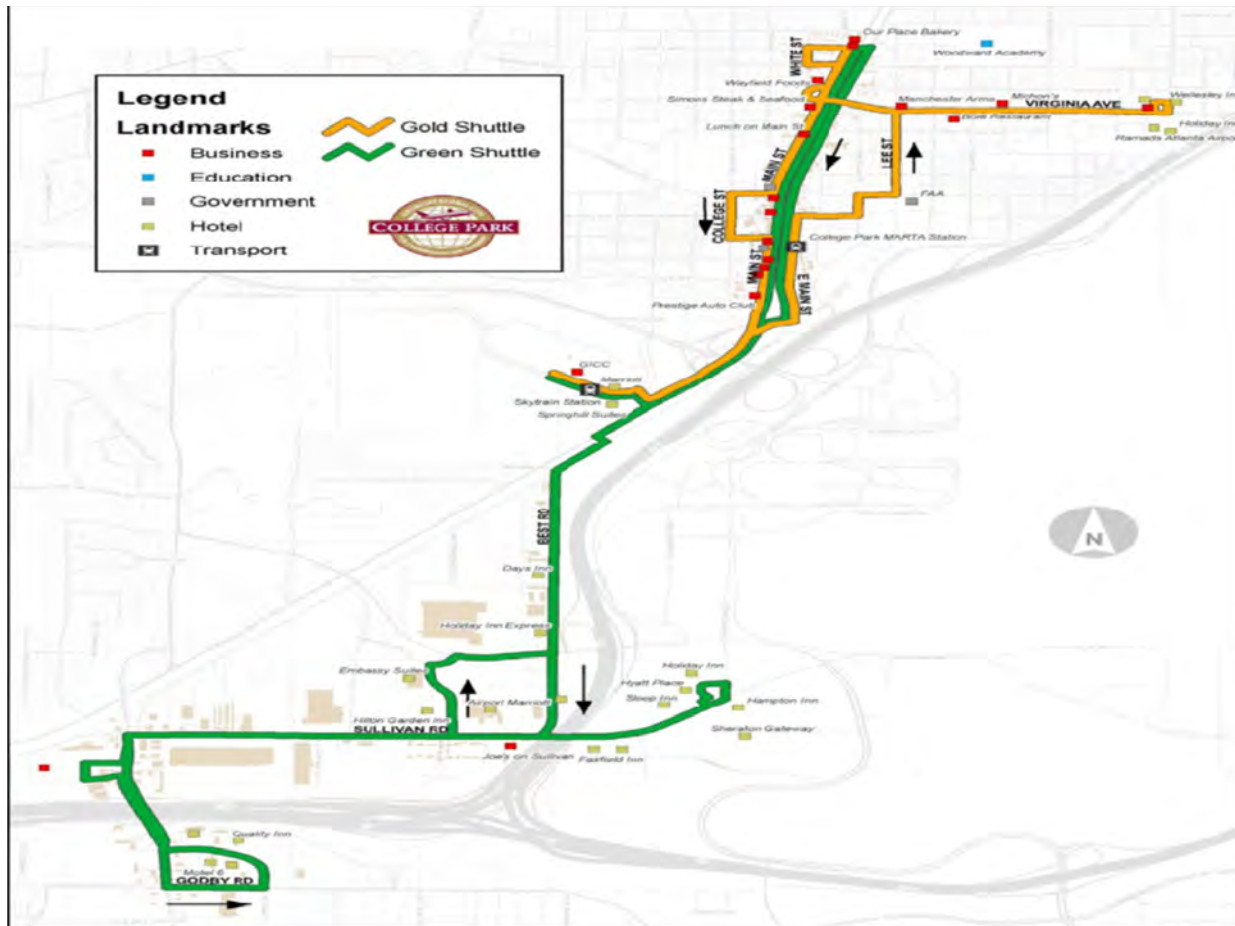 Legend
Landmarks
Business
Education
Government
Hotel
Transport
Gold Shuttle
Green Shuttle
COLLEGE PARK
Our Place Bakery
Woodward Academy
WHITE ST
Wayfield Foods
Simons Steak & Seafood
Manchester Arms
Michon's
VIRGINIA AVE
Wellesley In
Restaurant
Holiday Inn
Ramada Atlanta Airpo
Lunch on Main St
MAIN ST
LEE ST
FAA
COLLEGE ST
College Park MARTA Station
MAIN ST
E MAIN ST
Prestige Auto Club
GICC
Marriott
Skytrain Station
Springhill Suites
BEST RD
Days Inn
Holiday Inn Express
Embassy Suites
Holiday Inn
Hyatt Place
Sleep Inn
Airport Marriott
Hampton Inn
Hilton Garden Inn
SULLIVAN RD
Sheraton Gateway
Joe's on Sullivan
Fairfield Inn
N
Quality Inn
Motel 6
GODBY RD